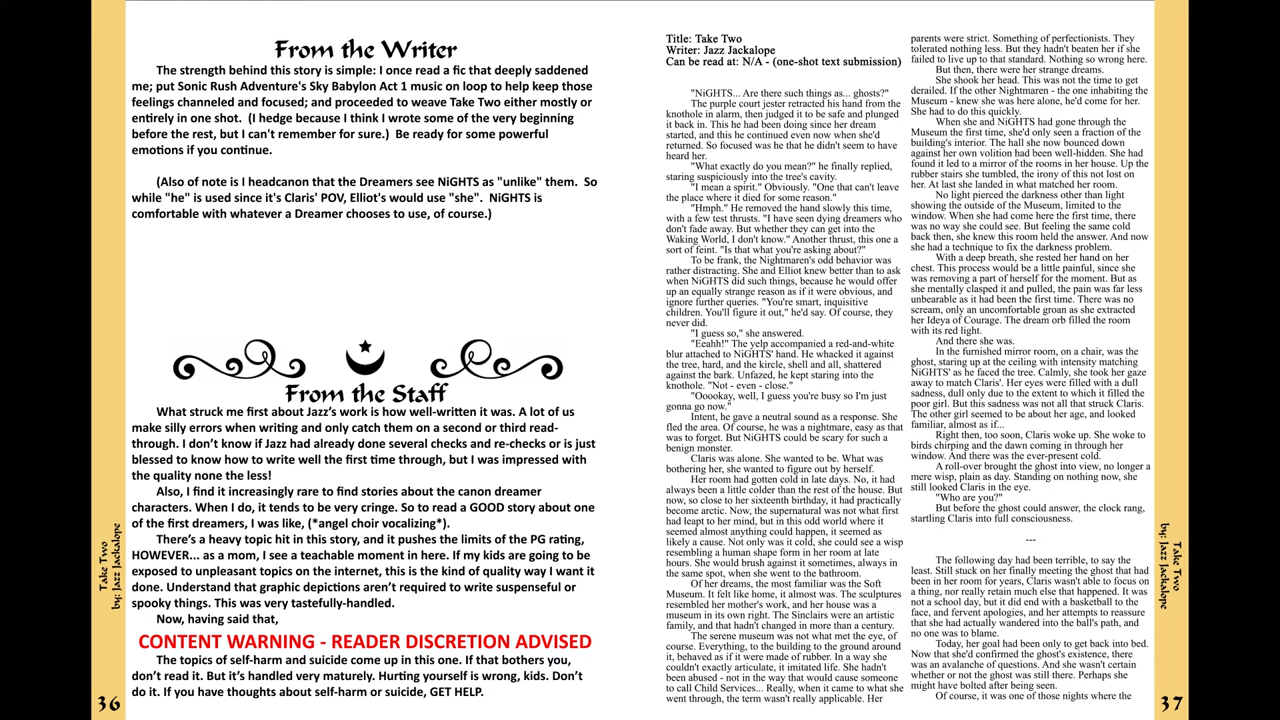 From the Writer
The strength behind this story is simple: I once read a fic that deeply saddened
me; put Sonic Rush Adventure's Sky Babylon Act 1 music on loop to help keep those
feelings channeled and focused; and proceeded to weave Take Two either mostly or
entirely in one shot. (I hedge because I think I wrote some of the very beginning
before the rest, but I can't remember for sure.) Be ready for some powerful
emotions if you continue.
(Also of note is I headcanon that the Dreamers see NiGHTS as "unlike" them. So
while "he" is used since it's Claris' POV, Elliot's would use "she". NiGHTS is
comfortable with whatever a Dreamer chooses to use, of course.)
From the Staff
What struck me first about Jazz's work is how well-written it was. A lot of us
make silly errors when writing and only catch them on a second or third read-
through. I don't know if Jazz had already done several checks and re-checks or is just
blessed to know how to write well the first time through, but I was impressed with
the quality none the less!
Also, I find it increasingly rare to find stories about the canon dreamer
characters. When I do, it tends to be very cringe. So to read a GOOD story about one
of the first dreamers, I was like, (*angel choir vocalizing*).
There's a heavy topic hit in this story, and it pushes the limits of the PG rating,
HOWEVER... as a mom, I see a teachable moment in here. If my kids are going to be
exposed to unpleasant topics on the internet, this is the kind of quality way I want it
done. Understand that graphic depictions aren't required to write suspenseful or
spooky things. This was very tastefully-handled.
Now, having said that,
CONTENT WARNING - READER DISCRETION ADVISED
The topics of self-harm and suicide come up in this one. If that bothers you,
don't read it. But it's handled very maturely. Hurting yourself is wrong, kids. Don't
do it. If you have thoughts about self-harm or suicide, GET HELP.
Take Two
by: Jazz Jackalope
36
Title: Take Two
Writer: Jazz Jackalope
Can be read at: N/A - (one-shot text submission)
"NiGHTS... Are there such things as... ghosts?"
The purple court jester retracted his hand from the
knothole in alarm, then judged it to be safe and plunged
it back in. This he had been doing since her dream
started, and this he continued even now when she'd
returned. So focused was he that he didn't seem to have
heard her.
"What exactly do you mean?" he finally replied,
staring suspiciously into the tree's cavity.
"I mean a spirit." Obviously. "One that can't leave
the place where it died for some reason."
"Hmph." He removed the hand slowly this time,
with a few test thrusts. "I have seen dying dreamers who
don't fade away. But whether they can get into the
Waking World, I don't know." Another thrust, this one a
sort of feint. "Is that what you're asking about?"
To be frank, the Nightmaren's odd behavior was
rather distracting. She and Elliot knew better than to ask
when NiGHTS did such things, because he would offer
up an equally strange reason as if it were obvious, and
ignore further queries. "You're smart, inquisitive
children. You'll figure it out," he'd say. Of course, they
never did.
"I guess so," she answered.
"Eeahh!" The yelp accompanied a red-and-white
blur attached to NiGHTS' hand. He whacked it against
the tree, hard, and the kircle, shell and all, shattered
against the bark. Unfazed, he kept staring into the
knothole. "Not - even - close."
"Ooookay, well, I guess you're busy so I'm just
gonna go now."
Intent, he gave a neutral sound as a response. She
fled the area. Of course, he was a nightmare, easy as that
was to forget. But NiGHTS could be scary for such a
benign monster.
Claris was alone. She wanted to be. What was
bothering her, she wanted to figure out by herself.
Her room had gotten cold in late days. No, it had
always been a little colder than the rest of the house. But
now, so close to her sixteenth birthday, it had practically
become arctic. Now, the supernatural was not what first
had leapt to her mind, but in this odd world where it
seemed almost anything could happen, it seemed as
likely a cause. Not only was it cold, she could see a wisp
resembling a human shape form in her room at late
hours. She would brush against it sometimes, always in
the same spot, when she went to the bathroom.
Of her dreams, the most familiar was the Soft
Museum. It felt like home, it almost was. The sculptures
resembled her mother's work, and her house was a
museum in its own right. The Sinclairs were an artistic
family, and that hadn't changed in more than a century.
The serene museum was not what met the eye, of
course. Everything, to the building to the ground around
it, behaved as if it were made of rubber. In a way she
couldn't exactly articulate, it imitated life. She hadn't
been abused - not in the way that would cause someone
to call Child Services... Really, when it came to what she
went through, the term wasn't really applicable. Her
parents were strict. Something of perfectionists. They
tolerated nothing less. But they hadn't beaten her if she
failed to live up to that standard. Nothing so wrong here.
But then, there were her strange dreams.
She shook her head. This was not the time to get
derailed. If the other Nightmaren - the one inhabiting the
Museum - knew she was here alone, he'd come for her.
She had to do this quickly.
When she and NiGHTS had gone through the
Museum the first time, she'd only seen a fraction of the
building's interior. The hall she now bounced down
against her own volition had been well-hidden. She had
found it led to a mirror of the rooms in her house. Up the
rubber stairs she tumbled, the irony of this not lost on
her. At last she landed in what matched her room.
No light pierced the darkness other than light
showing the outside of the Museum, limited to the
window. When she had come here the first time, there
was no way she could see. But feeling the same cold
back then, she knew this room held the answer. And now
she had a technique to fix the darkness problem.
With a deep breath, she rested her hand on her
chest. This process would be a little painful, since she
was removing a part of herself for the moment. But as
she mentally clasped it and pulled, the pain was far less
unbearable as it had been the first time. There was no
scream, only an uncomfortable groan as she extracted
her Ideya of Courage. The dream orb filled the room
with its red light.
And there she was.
In the furnished mirror room, on a chair, was the
ghost, staring up at the ceiling with intensity matching
NiGHTS' as he faced the tree. Calmly, she took her gaze
away to match Claris'. Her eyes were filled with a dull
sadness, dull only due to the extent to which it filled the
poor girl. But this sadness was not all that struck Claris.
The other girl seemed to be about her age, and looked
familiar, almost as if...
Right then, too soon, Claris woke up. She woke to
birds chirping and the dawn coming in through her
window. And there was the ever-present cold.
A roll-over brought the ghost into view, no longer a
mere wisp, plain as day. Standing on nothing now, she
still looked Claris in the eye.
"Who are you?"
But before the ghost could answer, the clock rang,
startling Claris into full consciousness.
---
The following day had been terrible, to say the
least. Still stuck on her finally meeting the ghost that had
been in her room for years, Claris wasn't able to focus on
a thing, nor really retain much else that happened. It was
not a school day, but it did end with a basketball to the
face, and fervent apologies, and her attempts to reassure
that she had actually wandered into the ball's path, and
no one was to blame.
Today, her goal had been only to get back into bed.
Now that she'd confirmed the ghost's existence, there
was an avalanche of questions. And she wasn't certain
whether or not the ghost was still there. Perhaps she
might have bolted after being seen.
Of course, it was one of those nights where the
Take Two
by: Jazz Jackalope
37